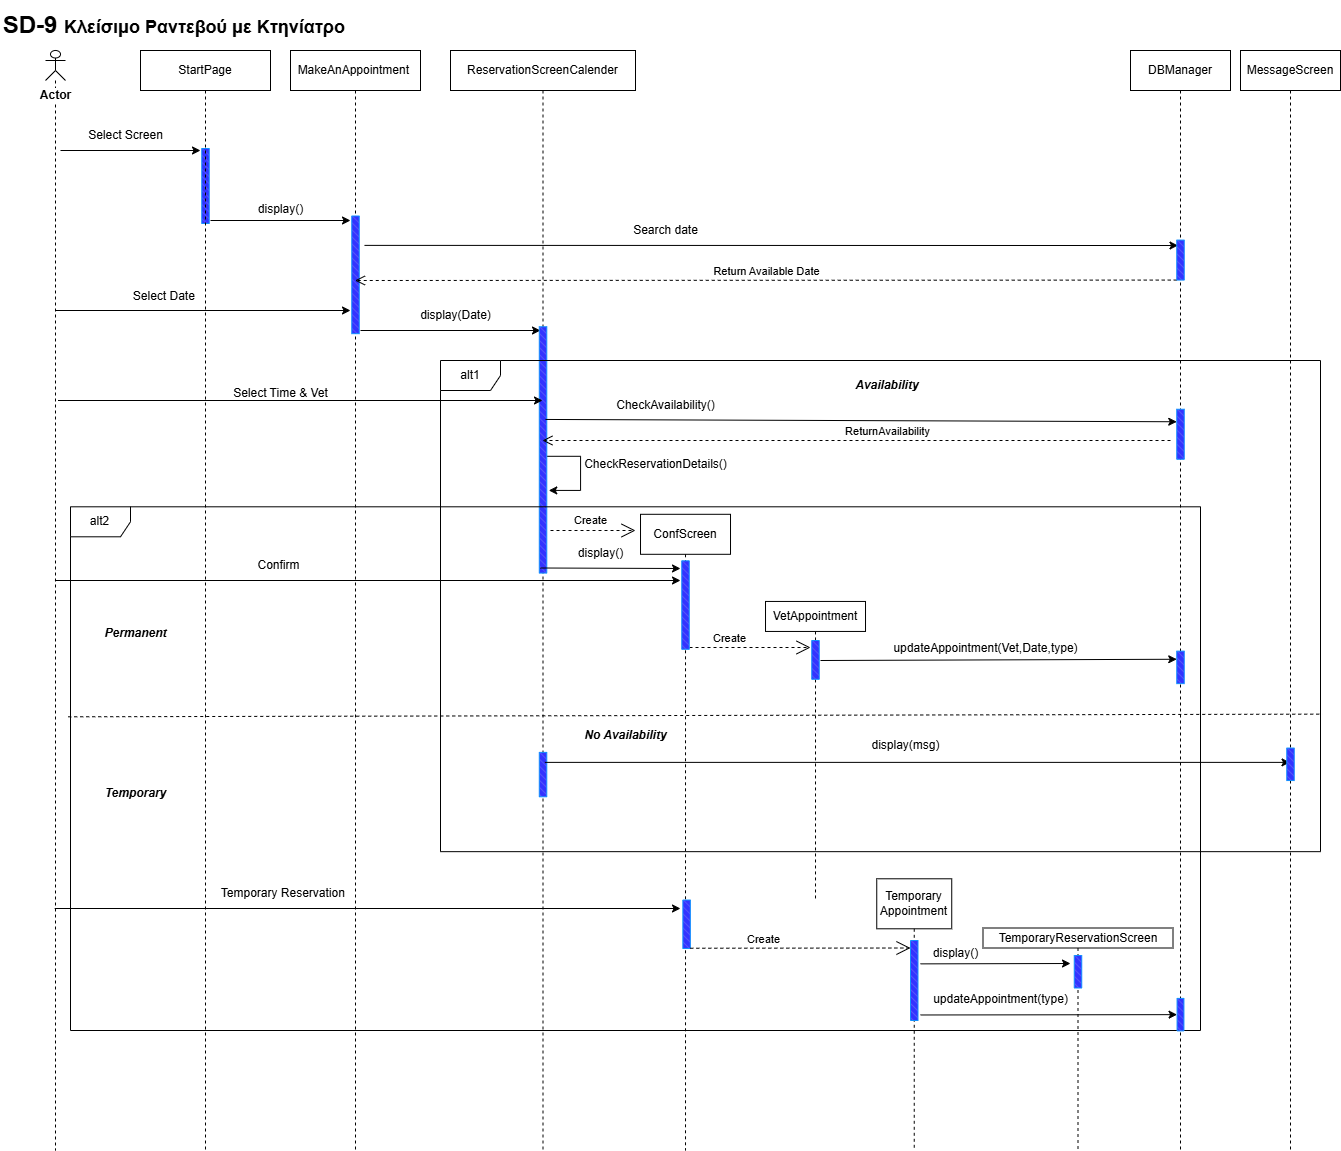 SD-9 Κλείσιμο Ραντεβού με Κτηνίατρο
Actor
StartPage
MakeAnAppointment
ReservationScreenCalender
DBManager
MessageScreen
Select Screen
display()
Search date
Return Available Date
Select Date
display(Date)
alt1
Availability
Select Time & Vet
CheckAvailability()
ReturnAvailability
CheckReservationDetails()
alt2
Create
ConfScreen
display()
Confirm
VetAppointment
Permanent
Create
updateAppointment(Vet,Date,type)
No Availability
display(msg)
Temporary
Temporary Reservation
Temporary
Appointment
Create
TemporaryReservationScreen
display()
updateAppointment(type)